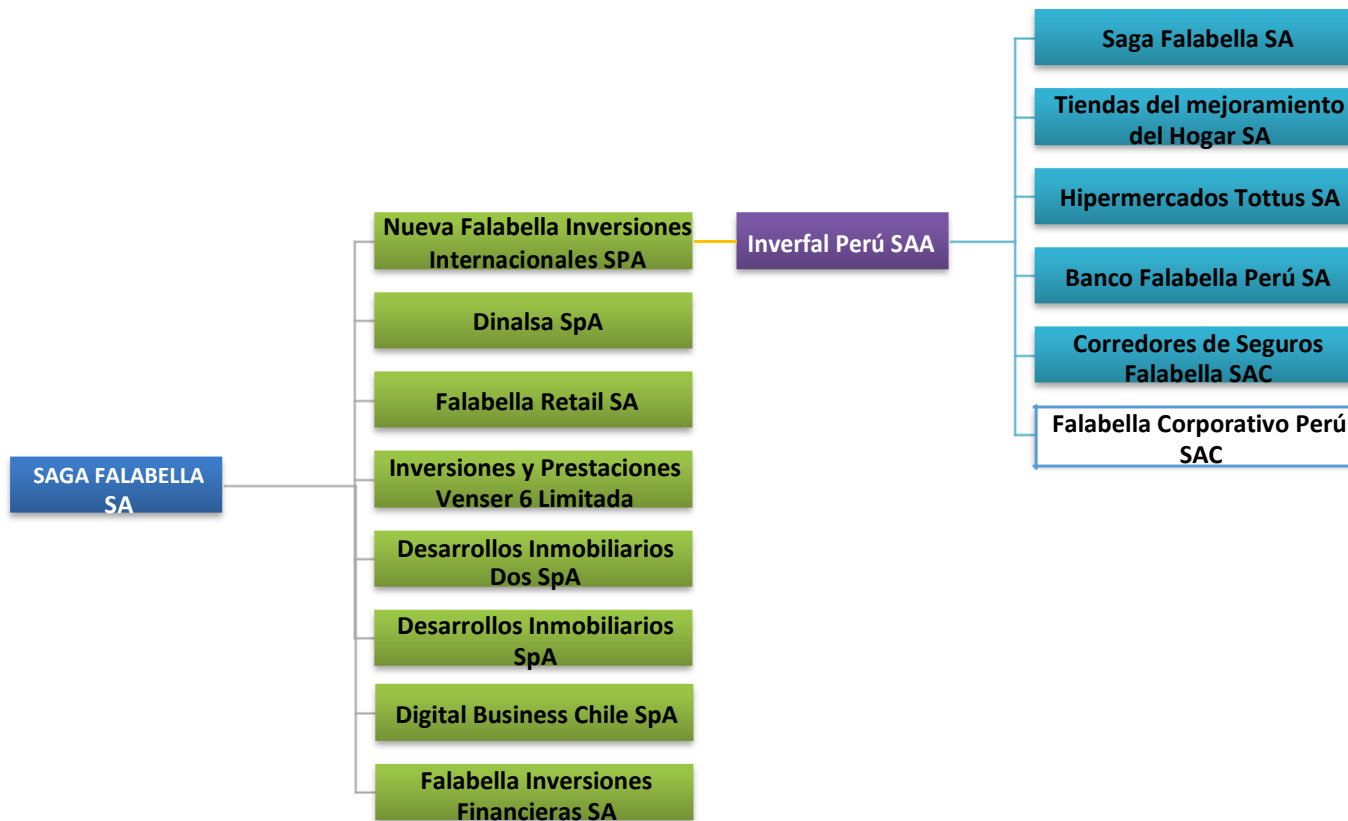 SAGA FALABELLA
SA
Nueva Falabella Inversiones
Internacionales SPA
Dinalsa SpA
Falabella Retail SA
Inversiones y Prestaciones
Venser 6 Limitada
Desarrollos Inmobiliarios
Dos SpA
Desarrollos Inmobiliarios
SpA
Digital Business Chile SpA
Falabella Inversiones
Financieras SA
Inverfal Perú SAA
Saga Falabella SA
Tiendas del mejoramiento
del Hogar SA
Hipermercados Tottus SA
Banco Falabella Perú SA
Corredores de Seguros
Falabella SAC
Falabella Corporativo Perú
SAC